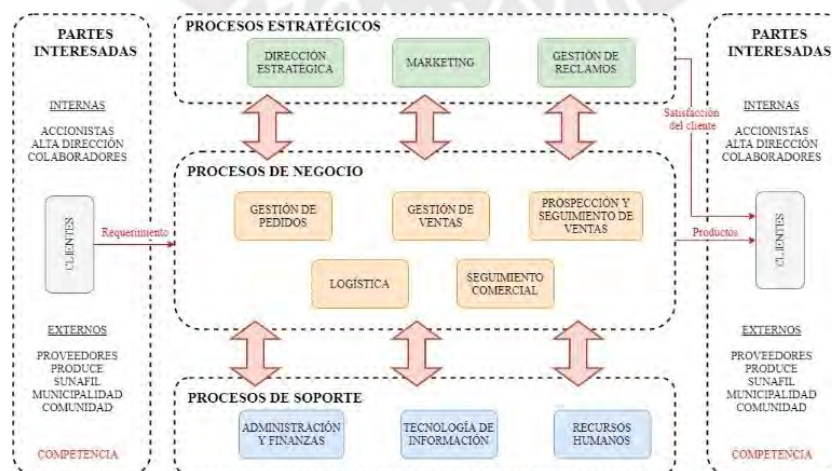 PARTES
INTERESADAS
INTERNAS
ACCIONISTAS
ALTA DIRECCIÓN
COLABORADORES
CLIENTES
EXTERNOS
PROVEEDORES
PRODUCE
SUNAFIL
MUNICIPALIDAD
COMUNIDAD
COMPETENCIA
Requerimiento
PROCESOS ESTRATÉGICOS
DIRECCIÓN
ESTRATÉGICA
MARKETING
GESTIÓN DE
RECLAMOS
PROCESOS DE NEGOCIO
GESTIÓN DE
PEDIDOS
GESTIÓN DE
VENTAS
PROSPECCIÓN Y
SEGUIMIENTO DE
VENTAS
LOGÍSTICA
SEGUIMIENTO
COMERCIAL
PROCESOS DE SOPORTE
ADMINISTRACIÓN
Y FINANZAS
TECNOLOGÍA DE
INFORMACIÓN
RECURSOS
HUMANOS
Satisfacción
del cliente
Productos
PARTES
INTERESADAS
INTERNAS
ACCIONISTAS
ALTA DIRECCIÓN
COLABORADORES
CLIENTES
EXTERNOS
PROVEEDORES
PRODUCE
SUNAFIL
MUNICIPALIDAD
COMUNIDAD
COMPETENCIA